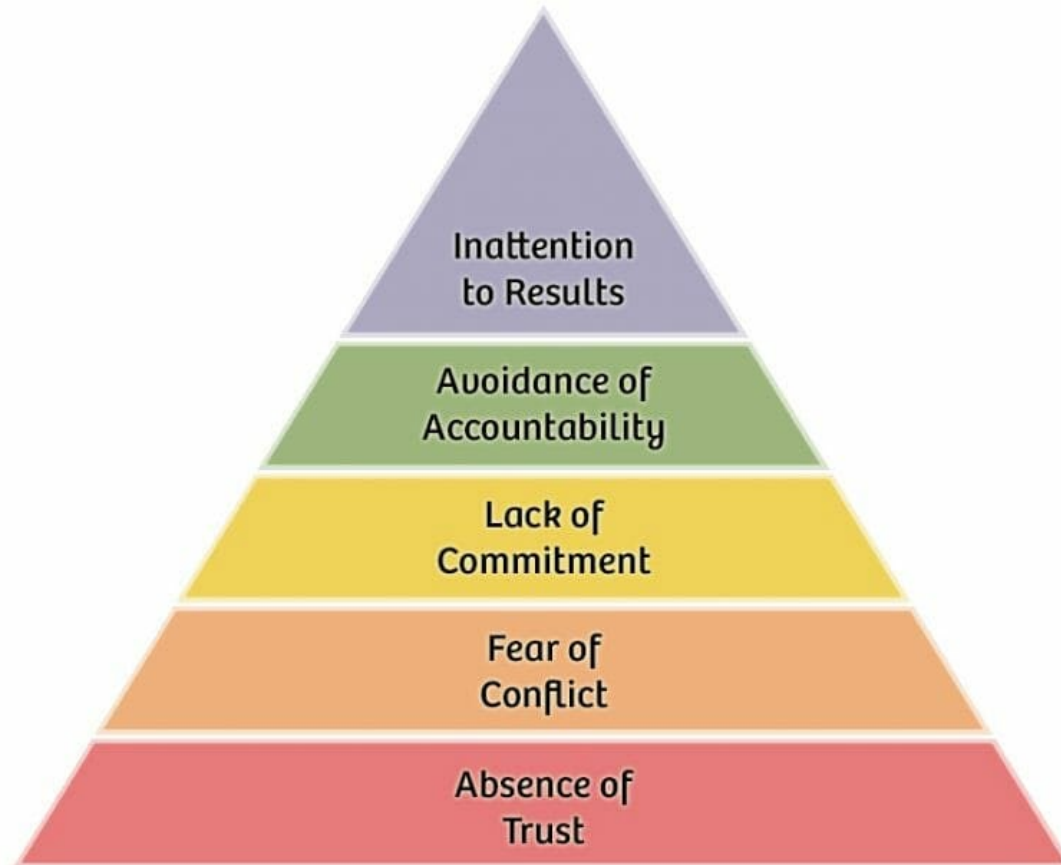 Inattention
to Results
Avoidance of
Accountability
Lack of
Commitment
Fear of
Conflict
Absence of
Trust